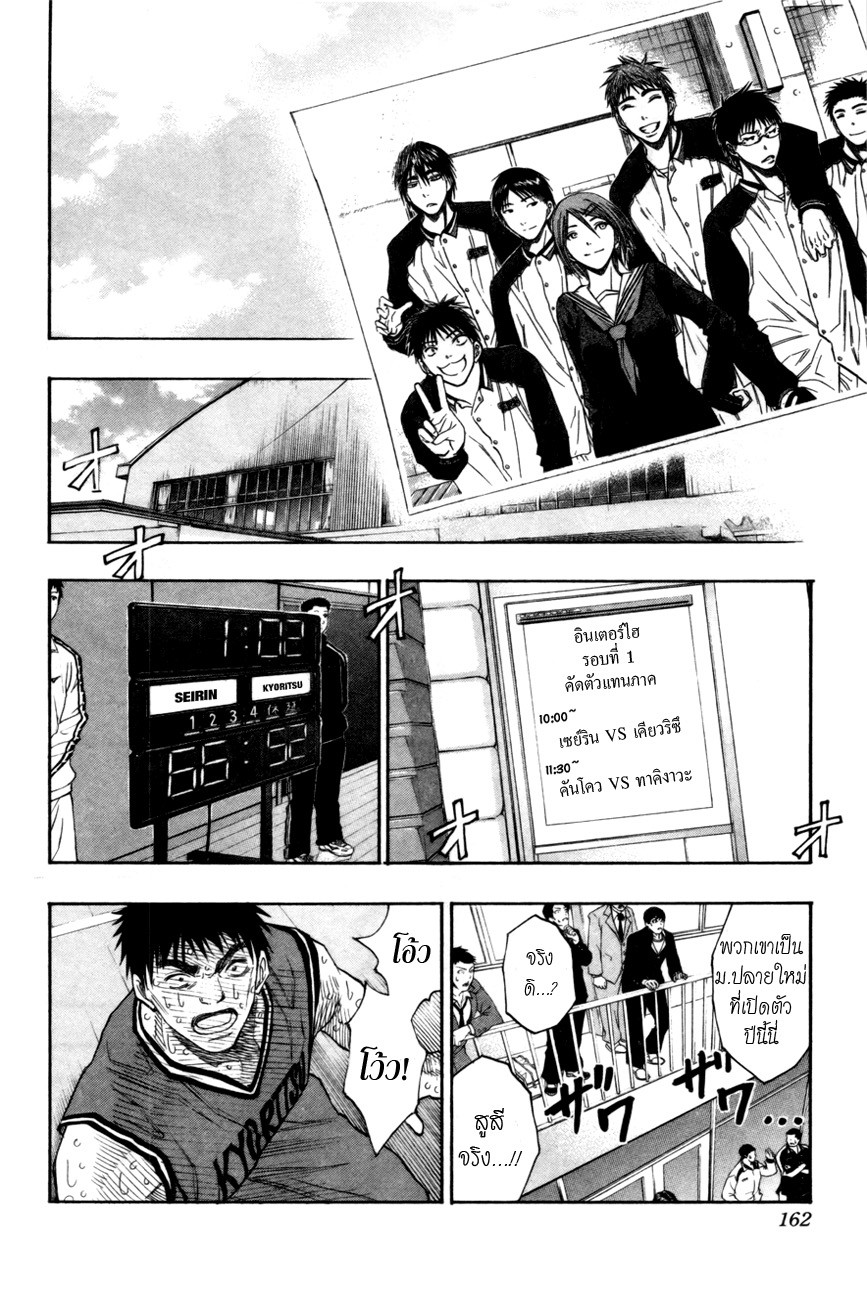 オ
オ
オ
オ
オ
อินเตอร์ไฮ
รอบที่ 1
คัดตัวแทนภาค
10:00~
เซย์ริน VS เคียวริซึ
11:30~
คันโคว VS ทาคิงาวะ
SEIRIN
KYORITSU
1 2 3 4
66
52
พวกเขาเป็น
ม.ปลายใหม่
ที่เปิดตัว
ปีนี้นี่
จริง
ดิ...?
ザワ
ザワ
...
สูสี
จริง...!!
โอ้ว
โว้ว!
KYORITSU
162